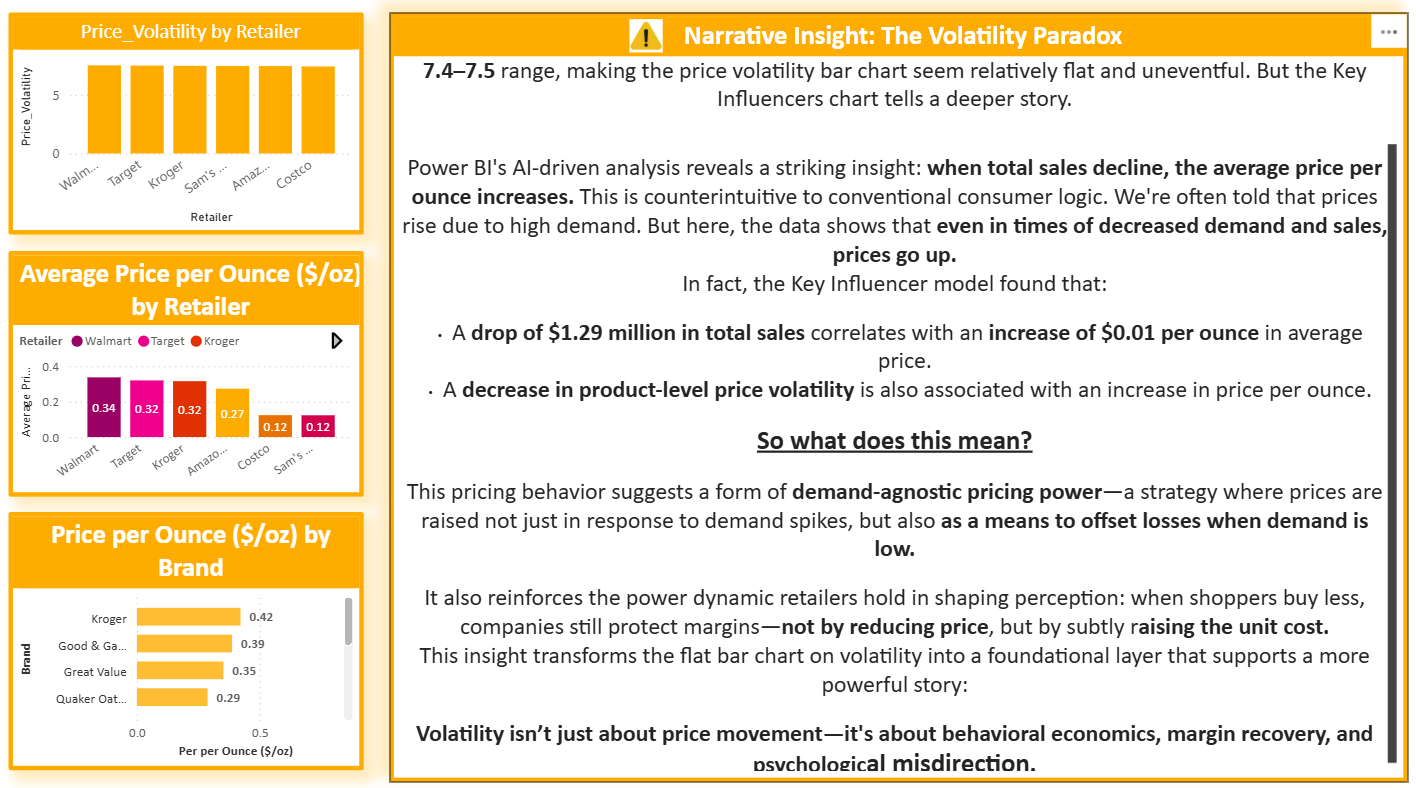 Price_Volatility by Retailer
Price_Volatility
5
0
Walm...
Target
Kroger
Sam's ...
Amaz...
Costco
Retailer
Average Price per Ounce ($/oz)
by Retailer
Retailer Walmart Target Kroger
Average Pri...
0.4
0.2
0.0
0.34
0.32
0.32
0.27
0.12
0.12
Walmart
Target
Kroger
Amazo...
Costco
Sam's ...
Price per Ounce ($/oz) by
Brand
Brand
Kroger 0.42
Good & Ga... 0.39
Great Value 0.35
Quaker Oat... 0.29
0.0 0.5
Per per Ounce ($/oz)
Narrative Insight: The Volatility Paradox
7.4–7.5 range, making the price volatility bar chart seem relatively flat and uneventful. But the Key
Influencers chart tells a deeper story.
Power BI's AI-driven analysis reveals a striking insight: when total sales decline, the average price per
ounce increases. This is counterintuitive to conventional consumer logic. We're often told that prices
rise due to high demand. But here, the data shows that even in times of decreased demand and sales,
prices go up.
In fact, the Key Influencer model found that:
· A drop of $1.29 million in total sales correlates with an increase of $0.01 per ounce in average
price.
· A decrease in product-level price volatility is also associated with an increase in price per ounce.
So what does this mean?
This pricing behavior suggests a form of demand-agnostic pricing power—a strategy where prices are
raised not just in response to demand spikes, but also as a means to offset losses when demand is
low.
It also reinforces the power dynamic retailers hold in shaping perception: when shoppers buy less,
companies still protect margins—not by reducing price, but by subtly raising the unit cost.
This insight transforms the flat bar chart on volatility into a foundational layer that supports a more
powerful story:
Volatility isn’t just about price movement—it's about behavioral economics, margin recovery, and
psychological misdirection.